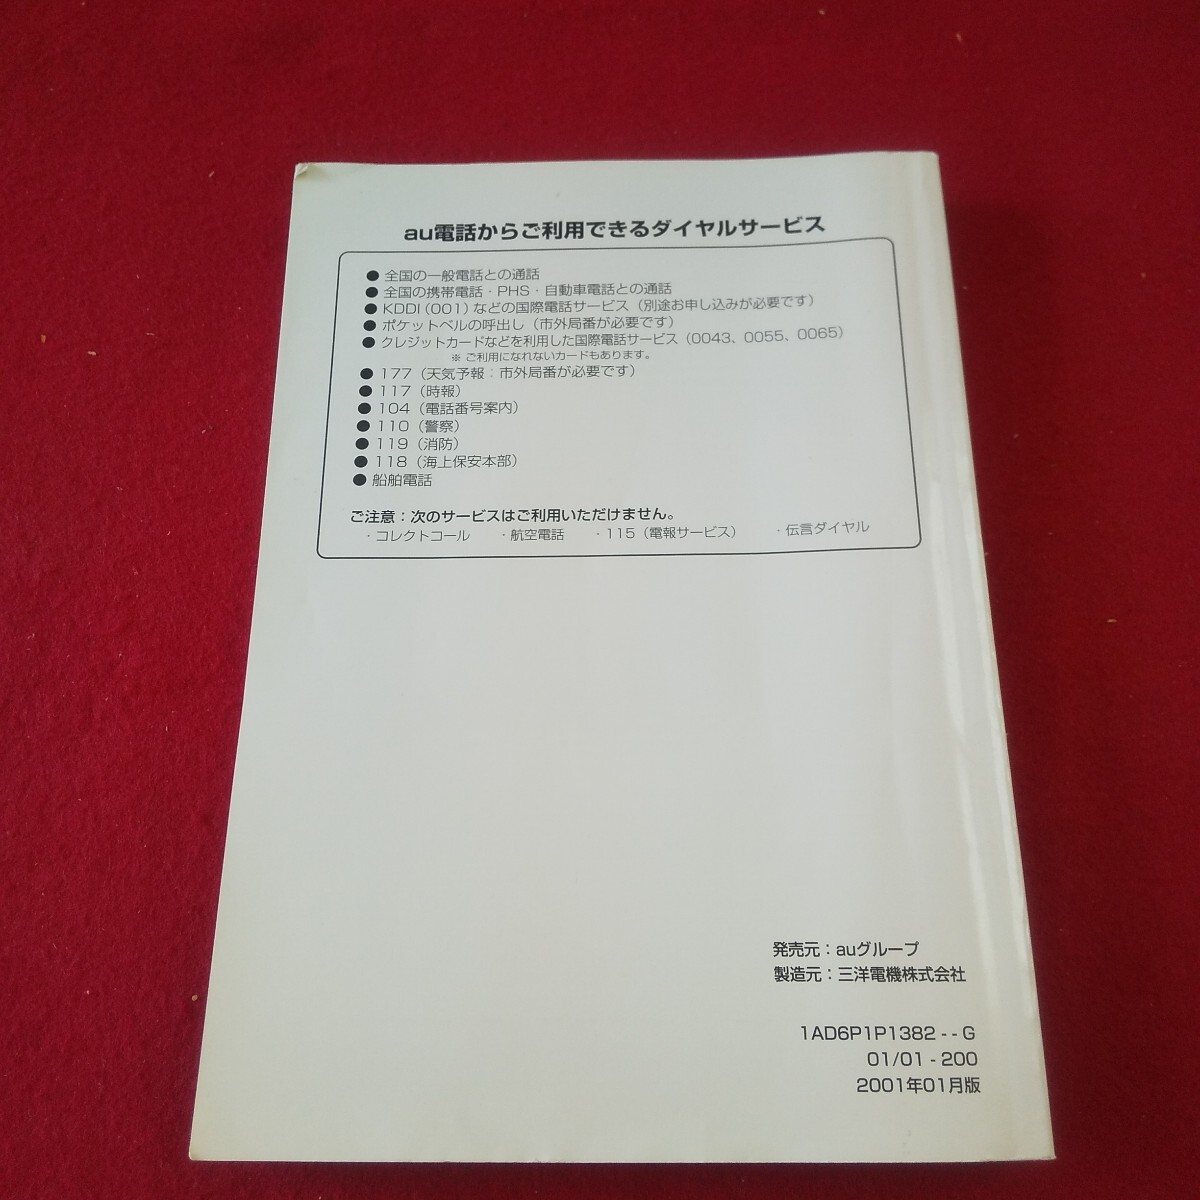 au電話からご利用できるダイヤルサービス
● 全国の一般電話との通話
● 全国の携帯電話・PHS・自動車電話との通話
● KDDI(001)などの国際電話サービス(別途お申し込みが必要です)
● ポケットベルの呼出し(市外局番が必要です)
● クレジットカードなどを利用した国際電話サービス(0043、0055、0065)
※ ご利用になれないカードもあります。
● 177(天気予報:市外局番が必要です)
● 117(時報)
● 104(電話番号案内)
● 110(警察)
● 119(消防)
● 118(海上保安本部)
● 船舶電話
ご注意:次のサービスはご利用いただけません。
・コレクトコール ・航空電話 ・115(電報サービス) ・伝言ダイヤル
発売元:auグループ
製造元:三洋電機株式会社
1AD6P1P1382--G
01/01-200
2001年01月版